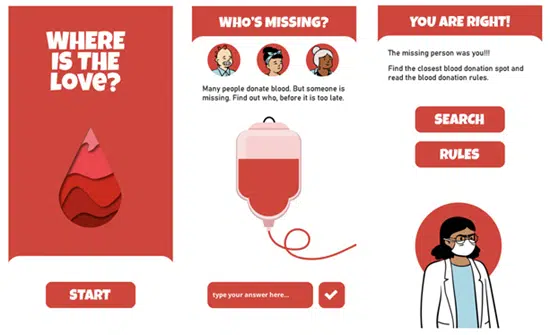 WHERE
IS THE
LOVE?
START
WHO'S MISSING?
Many people donate blood. But someone is
missing. Find out who, before it is too late.
type your answer here...
YOU ARE RIGHT!
The missing person was you!!!
Find the closest blood donation spot and
read the blood donation rules.
SEARCH
RULES